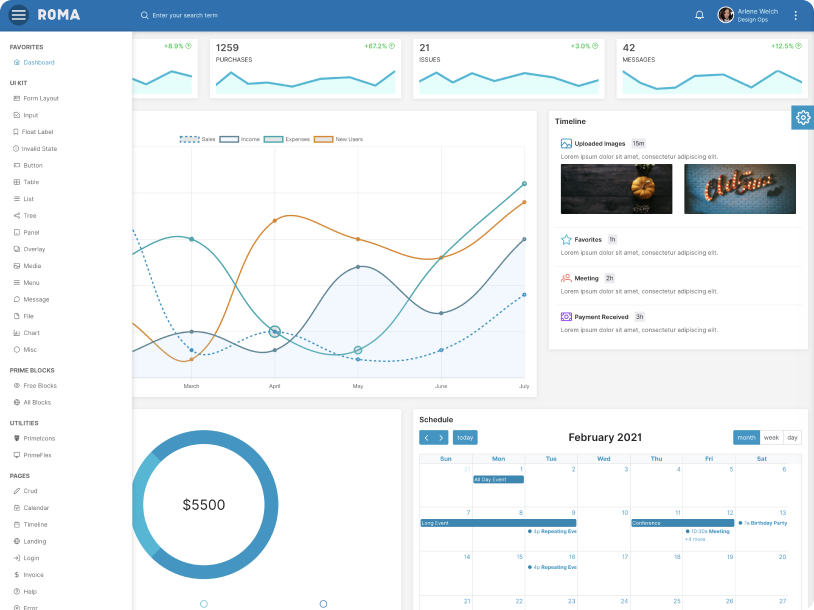 ROMA
Enter your search term
Arlene Welch
Design Ops
FAVORITES
Dashboard
UI KIT
Form Layout
Input
Float Label
Invalid State
Button
Table
List
Tree
Panel
Overlay
Media
Menu
Message
File
Chart
Misc
PRIME BLOCKS
Free Blocks
All Blocks
UTILITIES
PrimeIcons
PrimeFlex
PAGES
Crud
Calendar
Timeline
Landing
Login
Invoice
Help
Error
+8.9%
1259
+67.2%
PURCHASES
21
+3.0%
ISSUES
42
+12.5%
MESSAGES
Sales Income Expenses New Users
March April May June July
Timeline
Uploaded Images 15m
Lorem ipsum dolor sit amet, consectetur adipiscing elit.
Favorites 1h
Lorem ipsum dolor sit amet, consectetur adipiscing elit.
Meeting 2h
Lorem ipsum dolor sit amet, consectetur adipiscing elit.
Payment Received 3h
Lorem ipsum dolor sit amet, consectetur adipiscing elit.
$5500
Schedule
today
February 2021
month week day
Sun Mon Tue Wed Thu Fri Sat
31 1 2 3 4 5 6
All Day Event
7 8 9 10 11 12 13
Long Event
Conference
7a Birthday Party
4p Repeating Eve
10:30a Meeting
+4 more
14 15 16 17 18 19 20
4p Repeating Eve
21 22 23 24 25 26 27